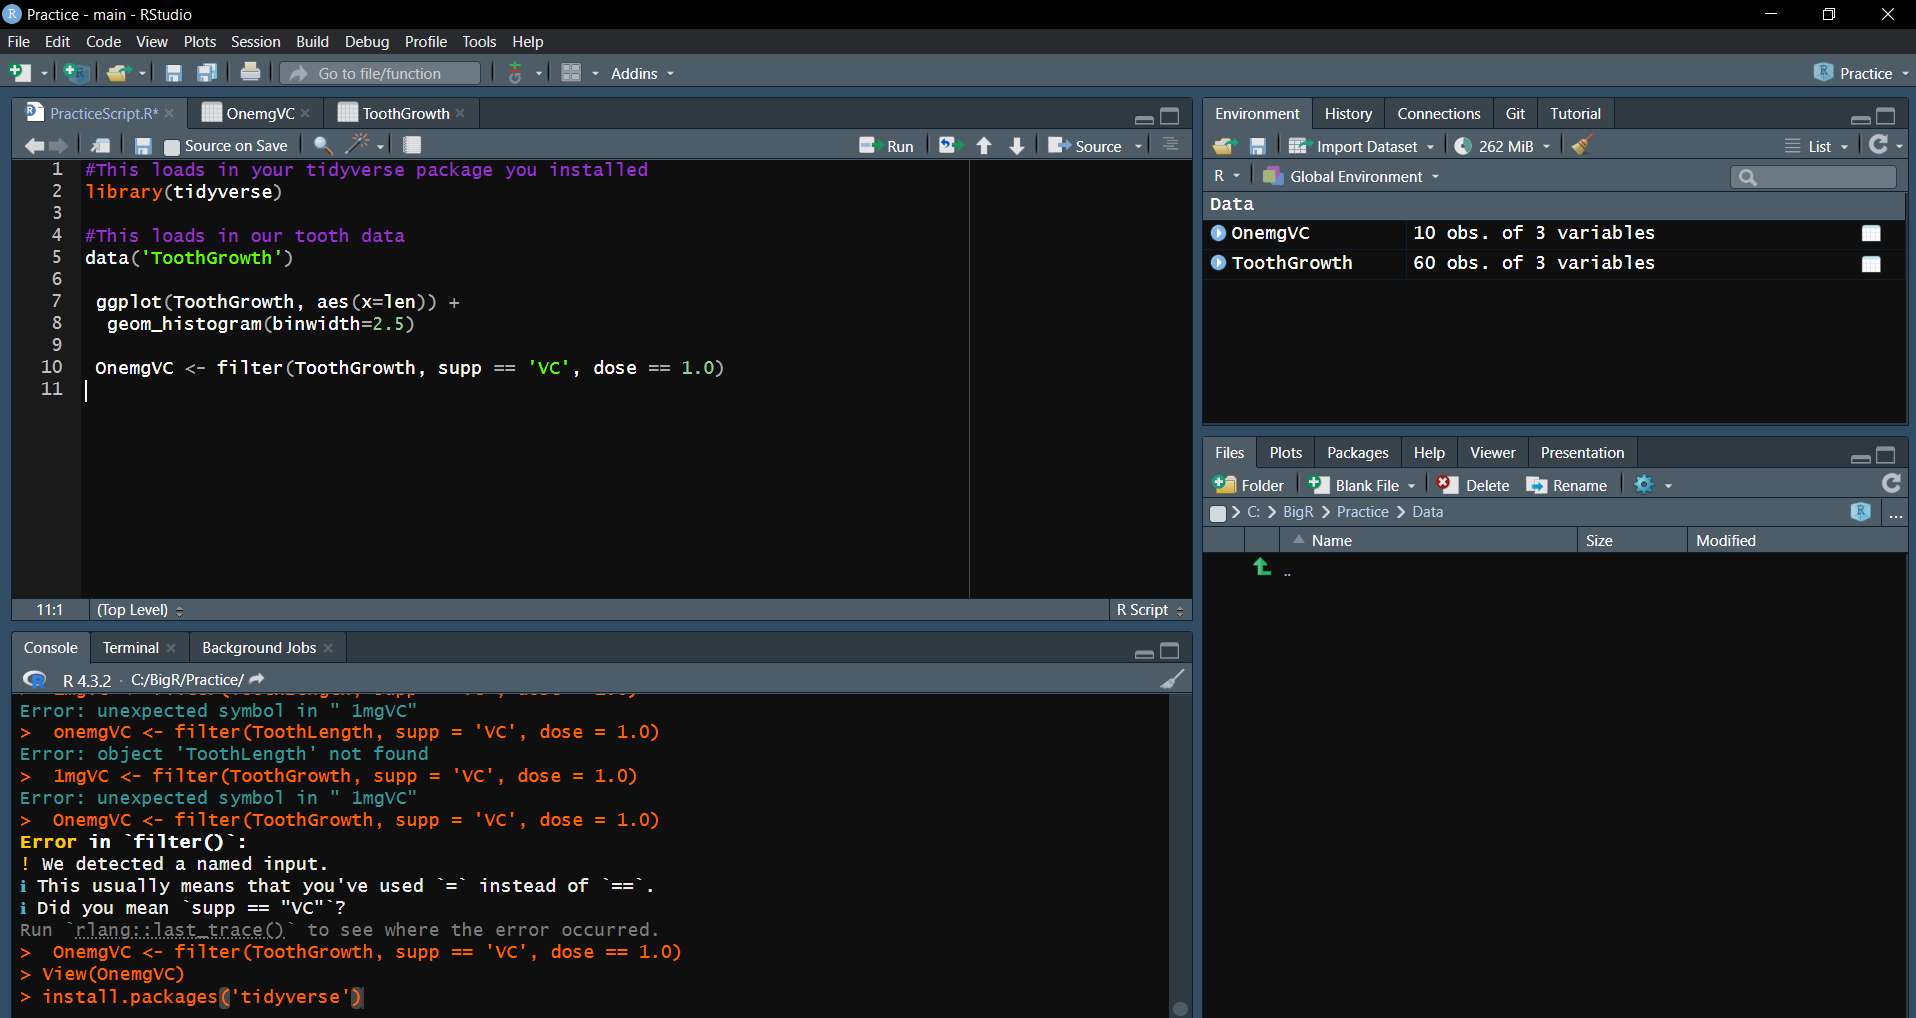 Practice - main - RStudio
File Edit Code View Plots Session Build Debug Profile Tools Help
Go to file/function Addins Practice
PracticeScript.R* OnemgVC ToothGrowth
Source on Save Run Source
1 #This loads in your tidyverse package you installed
2 library(tidyverse)
3
4 #This loads in our tooth data
5 data('ToothGrowth')
6
7 ggplot(ToothGrowth, aes(x=len)) +
8 geom_histogram(binwidth=2.5)
9
10 OnemgVC <- filter(ToothGrowth, supp == 'VC', dose == 1.0)
11
11:1 (Top Level) R Script
Console Terminal Background Jobs
R 4.3.2 · C:/BigR/Practice/
Error: unexpected symbol in " 1mgVC"
> onemgVC <- filter(ToothLength, supp = 'VC', dose = 1.0)
Error: object 'ToothLength' not found
> 1mgVC <- filter(ToothGrowth, supp = 'VC', dose = 1.0)
Error: unexpected symbol in " 1mgVC"
> OnemgVC <- filter(ToothGrowth, supp = 'VC', dose = 1.0)
Error in `filter()`:
! We detected a named input.
i This usually means that you've used `=` instead of `==`.
i Did you mean `supp == "VC"`?
Run `rlang::last_trace()` to see where the error occurred.
> OnemgVC <- filter(ToothGrowth, supp == 'VC', dose == 1.0)
> View(OnemgVC)
> install.packages('tidyverse')
Environment History Connections Git Tutorial
Import Dataset 262 MiB List
R Global Environment
Data
OnemgVC 10 obs. of 3 variables
ToothGrowth 60 obs. of 3 variables
Files Plots Packages Help Viewer Presentation
Folder Blank File Delete Rename
C: > BigR > Practice > Data ...
Name Size Modified
..